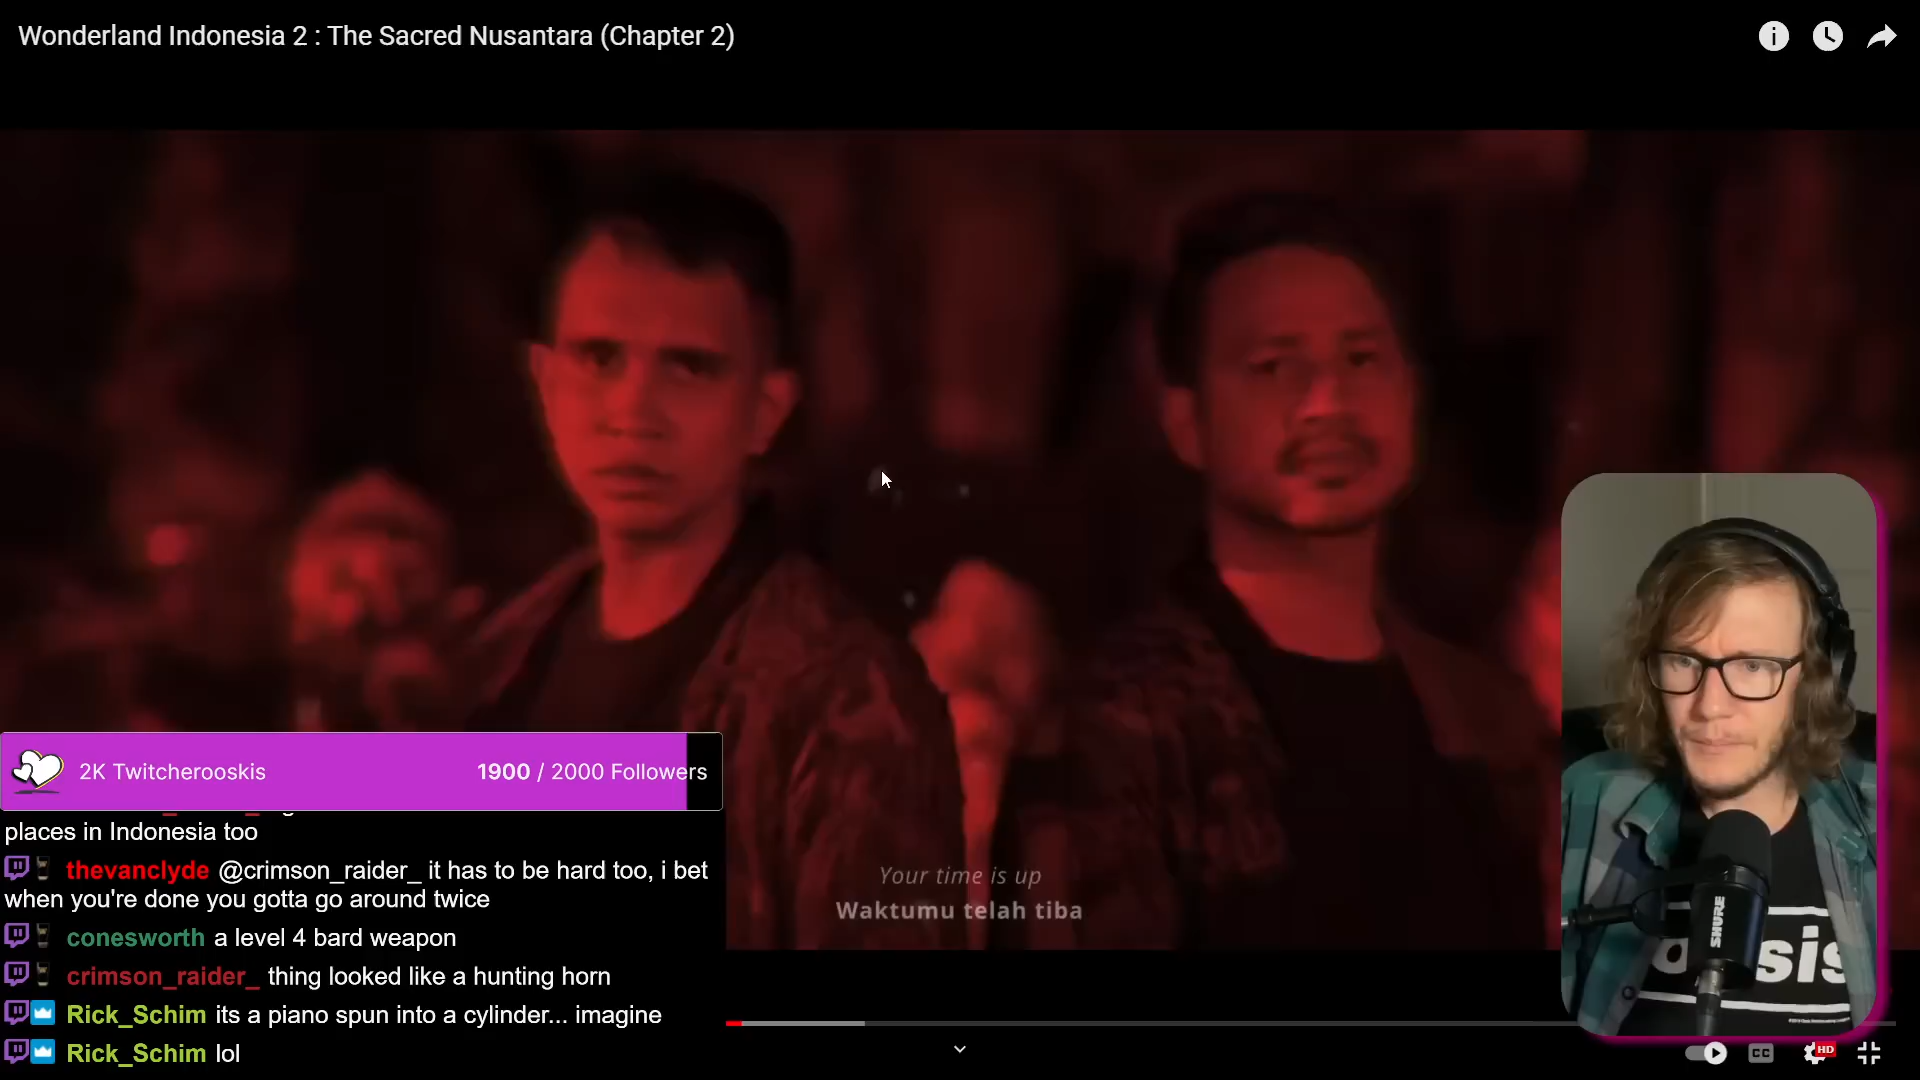 Wonderland Indonesia 2 : The Sacred Nusantara (Chapter 2)
2K Twitcherooskis 1900 / 2000 Followers
places in Indonesia too
thevanclyde @crimson_raider_ it has to be hard too, i bet
when you're done you gotta go around twice
conesworth a level 4 bard weapon
crimson_raider_ thing looked like a hunting horn
Rick_Schim its a piano spun into a cylinder... imagine
Rick_Schim lol
Your time is up
Waktumu telah tiba
SHURE
CC
HD